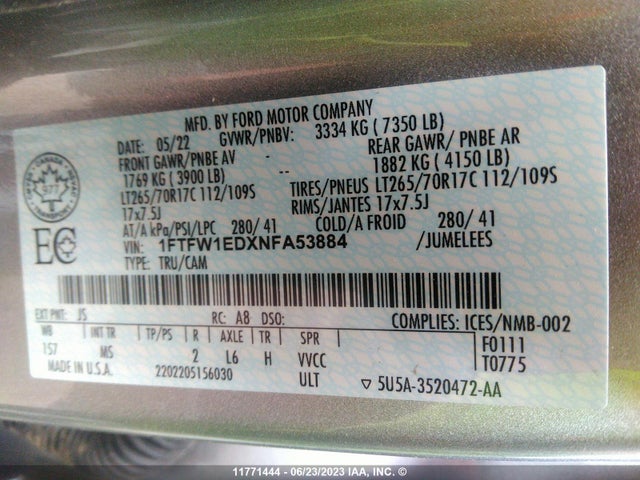 MFD. BY FORD MOTOR COMPANY
DATE: 05/22 GVWR/PNBV: 3334 KG ( 7350 LB)
FRONT GAWR/PNBE AV - REAR GAWR/ PNBE AR
1769 KG ( 3900 LB) -- 1882 KG ( 4150 LB)
LT265/70R17C 112/109S TIRES/PNEUS LT265/70R17C 112/109S
17x7.5J RIMS/JANTES 17x7.5J
AT/A kPa/PSI/LPC 280/ 41 COLD/A FROID 280/ 41
VIN: 1FTFW1EDXNFA53884 /JUMELEES
TYPE: TRU/CAM
CANADA
977
EC
EXT PNT: JS RC: A8 DSO: COMPLIES: ICES/NMB-002
WB INT TR TP/PS R AXLE TR SPR F0111
157 MS 2 L6 H VVCC T0775
MADE IN U.S.A. 2202205156030 ULT ▽ 5U5A-3520472-AA
11771444 - 06/23/2023 IAA, INC. ©